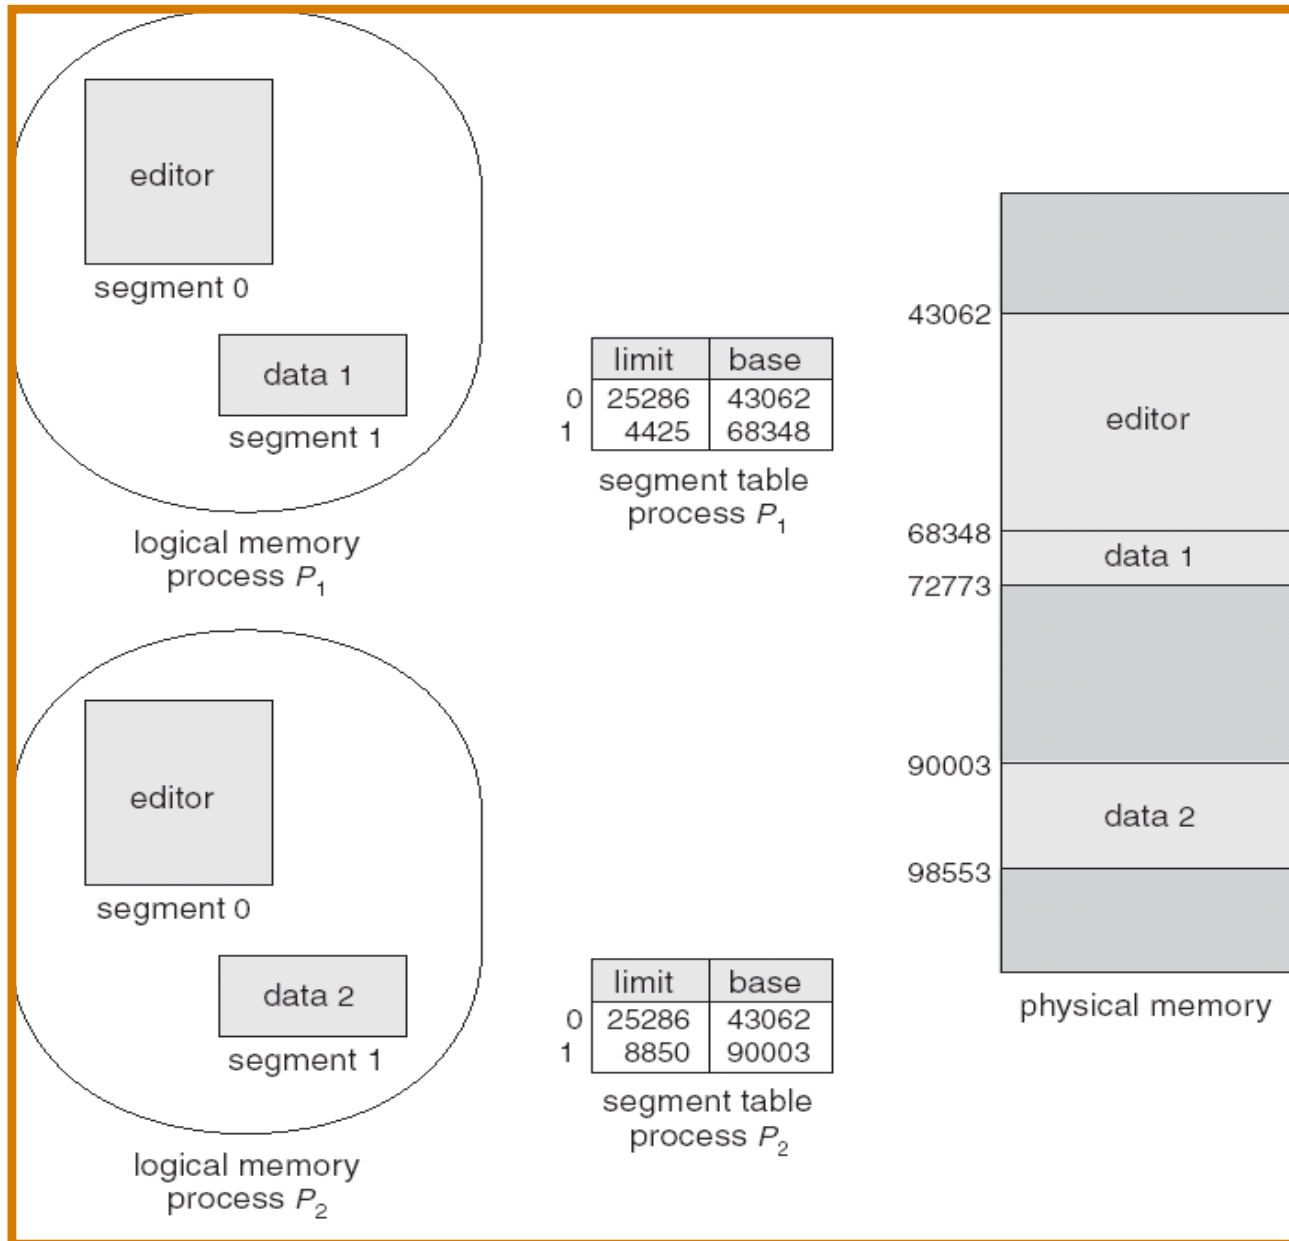 editor
segment 0
data 1
segment 1
logical memory
process P1
limit base
0 25286 43062
1 4425 68348
segment table
process P1
editor
segment 0
data 2
segment 1
logical memory
process P2
limit base
0 25286 43062
1 8850 90003
segment table
process P2
43062
editor
68348
data 1
72773
90003
data 2
98553
physical memory